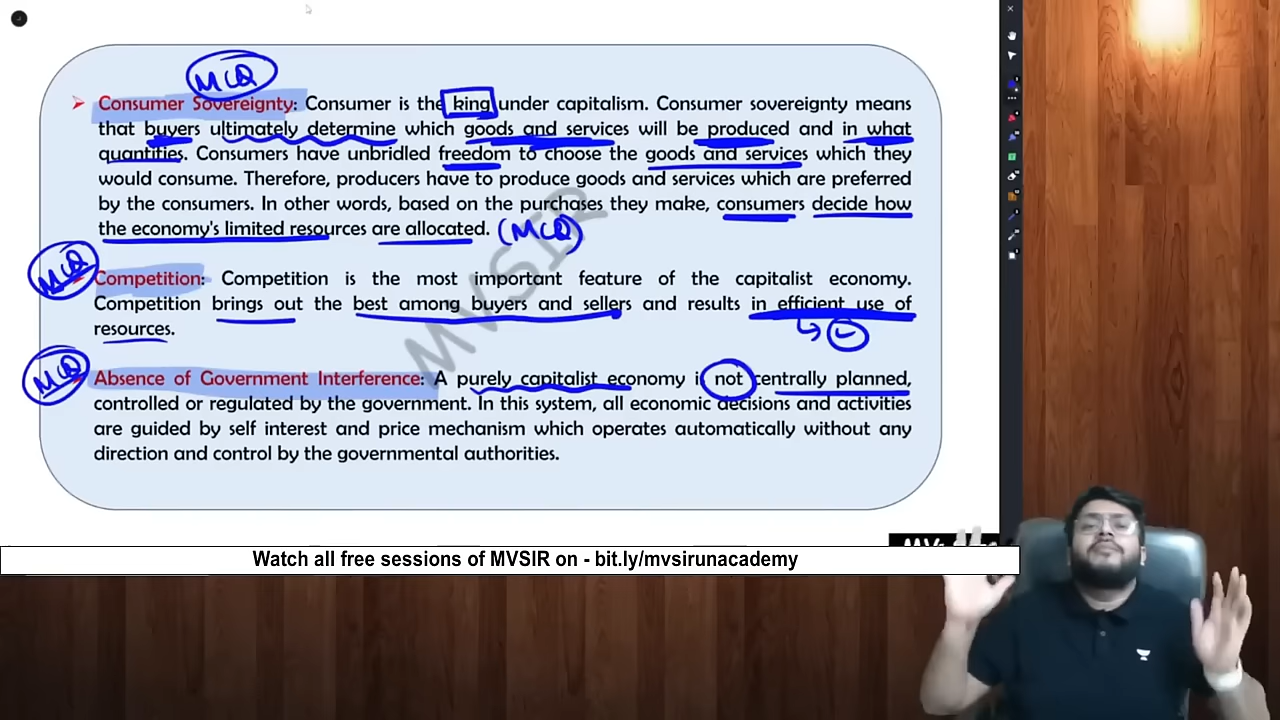 MCQ
Consumer Sovereignty: Consumer is the king under capitalism. Consumer sovereignty means
that buyers ultimately determine which goods and services will be produced and in what
quantities. Consumers have unbridled freedom to choose the goods and services which they
would consume. Therefore, producers have to produce goods and services which are preferred
by the consumers. In other words, based on the purchases they make, consumers decide how
the economy's limited resources are allocated. (MCQ)
MCQ
Competition: Competition is the most important feature of the capitalist economy.
Competition brings out the best among buyers and sellers and results in efficient use of
resources.
MCQ
Absence of Government Interference: A purely capitalist economy is not centrally planned,
controlled or regulated by the government. In this system, all economic decisions and activities
are guided by self interest and price mechanism which operates automatically without any
direction and control by the governmental authorities.
MVSIR
Watch all free sessions of MVSIR on - bit.ly/mvsirunacademy